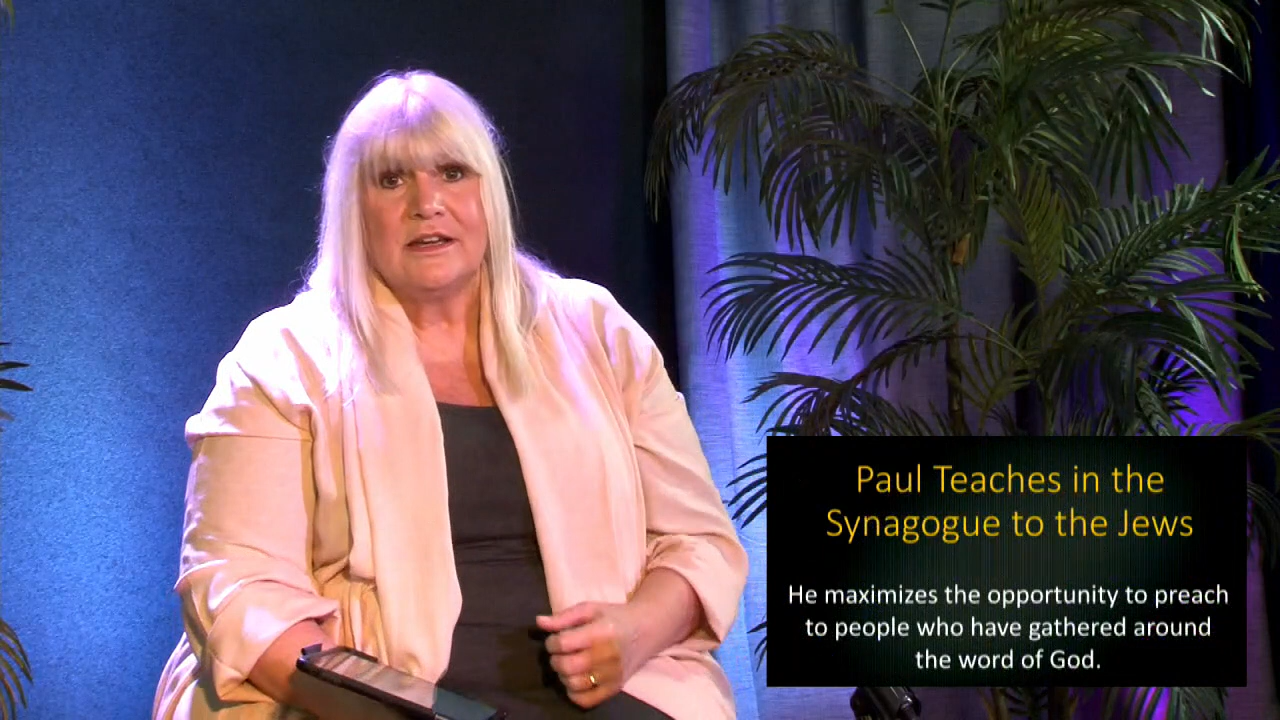 Paul Teaches in the
Synagogue to the Jews
He maximizes the opportunity to preach
to people who have gathered around
the word of God.